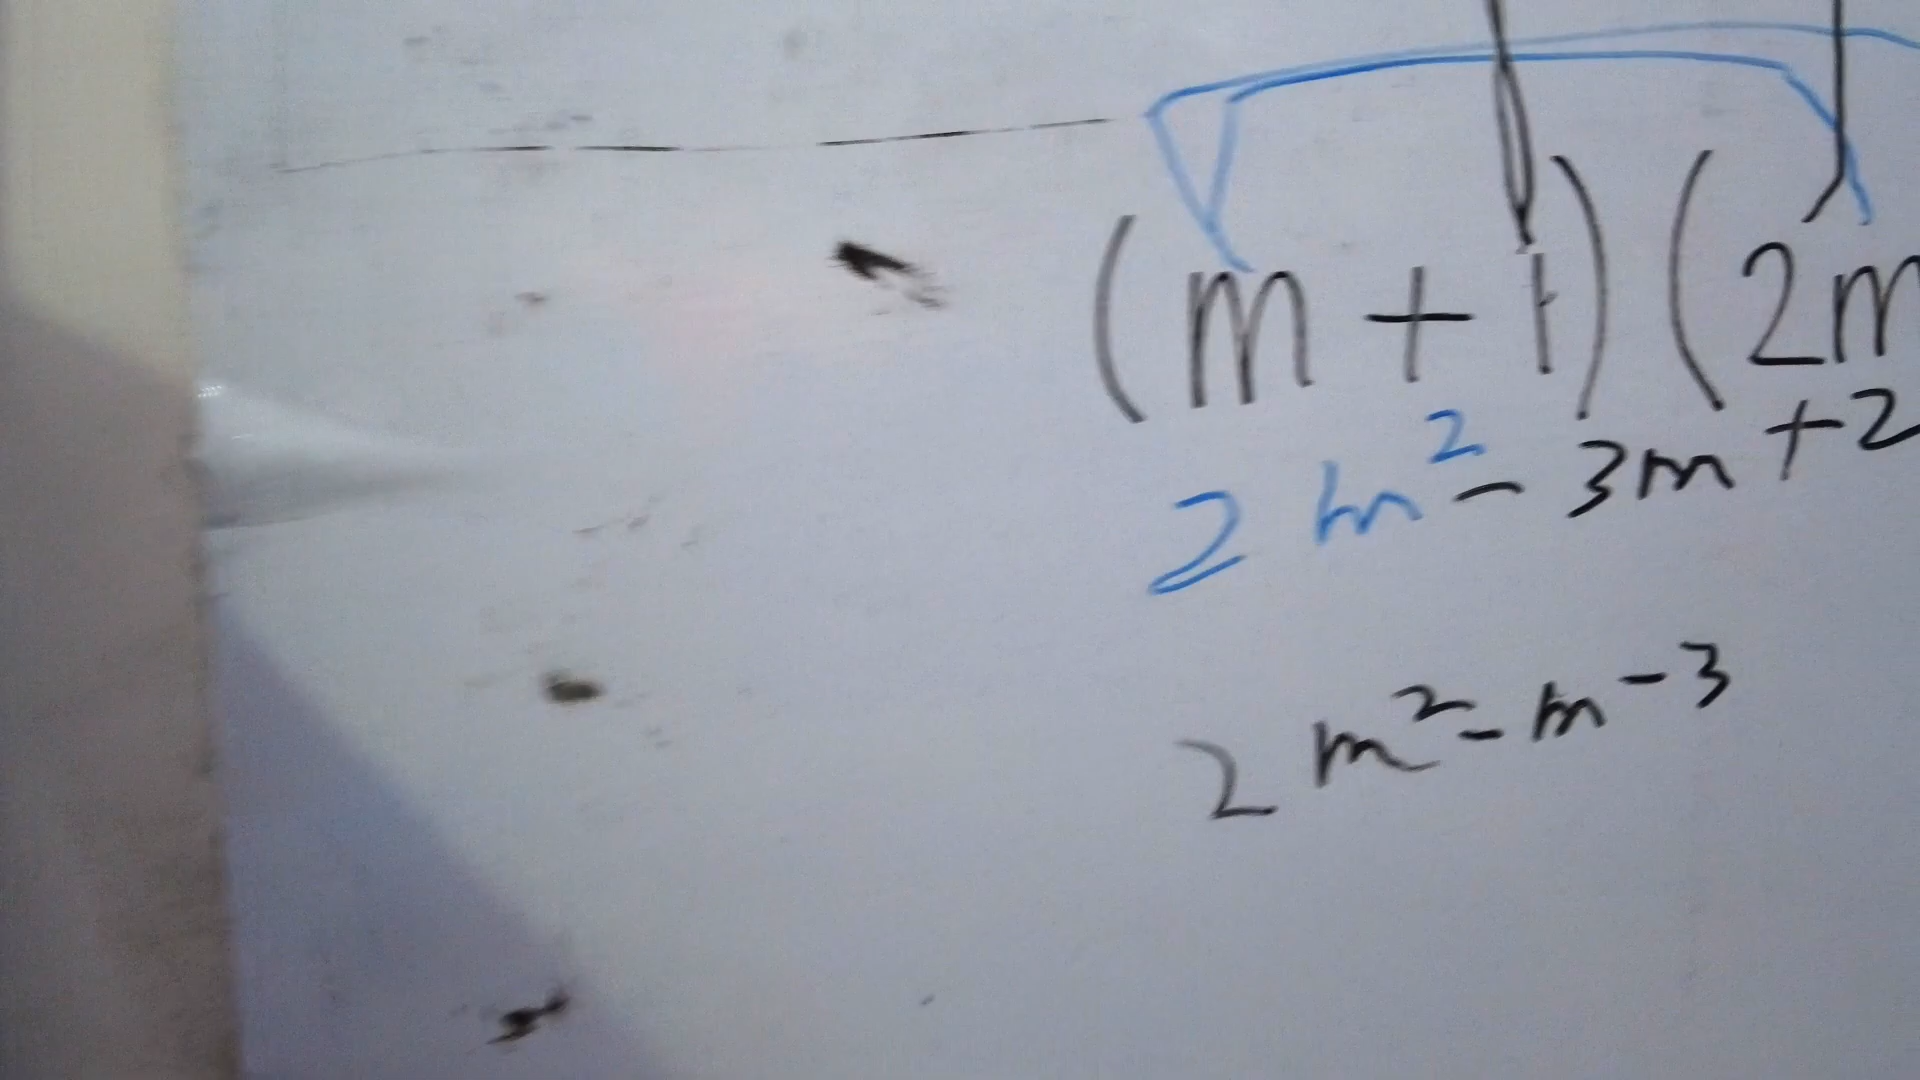 (m + 1) (2m
2m² - 3m + 2
2m² - m - 3